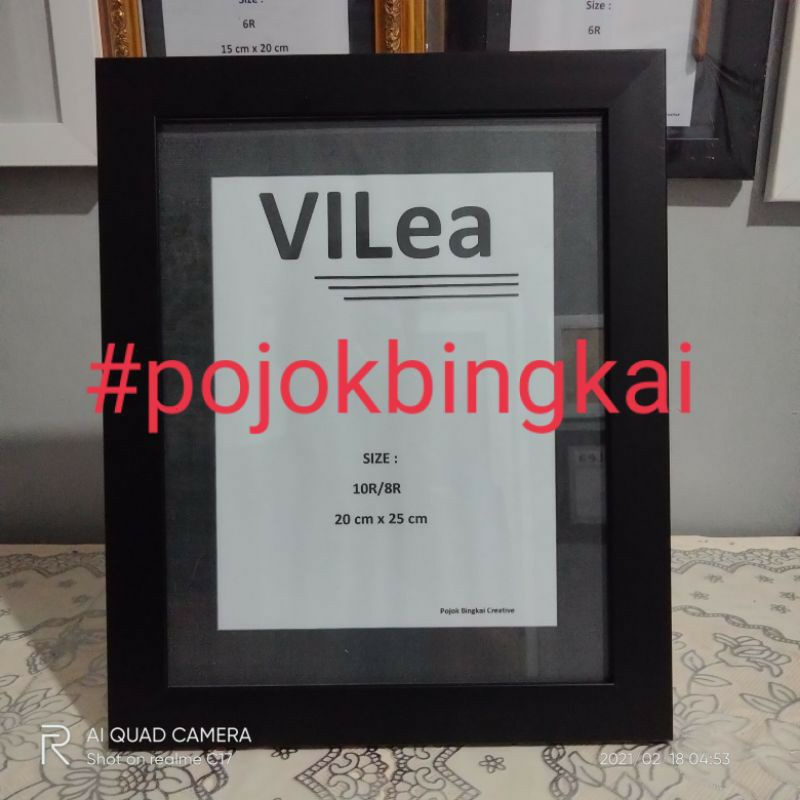 Size :
6R
15 cm x 20 cm
Size :
6R
VILea
#pojokbingkai
SIZE :
10R/8R
20 cm x 25 cm
Pojok Bingkai Creative
AI QUAD CAMERA
Shot on realme C17
2021/02/18 04:53